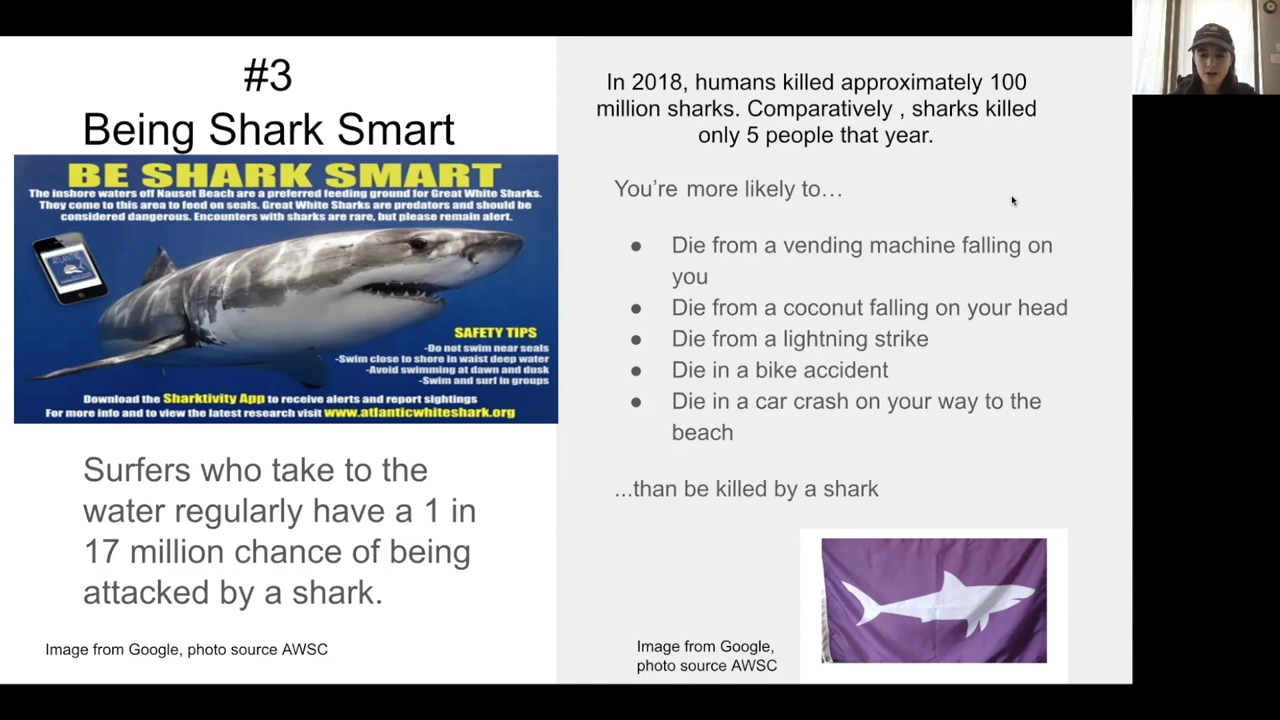 #3
Being Shark Smart
BE SHARK SMART
The inshore waters off Nauset Beach are a preferred feeding ground for Great White Sharks.
They come to this area to feed on seals. Great White Sharks are predators and should be
considered dangerous. Encounters with sharks are rare, but please remain alert.
ATLANTIC
SAFETY TIPS
-Do not swim near seals
-Swim close to shore in waist deep water
-Avoid swimming at dawn and dusk
-Swim and surf in groups
Download the Sharktivity App to receive alerts and report sightings
For more info and to view the latest research visit www.atlanticwhiteshark.org
Surfers who take to the
water regularly have a 1 in
17 million chance of being
attacked by a shark.
Image from Google, photo source AWSC
In 2018, humans killed approximately 100
million sharks. Comparatively , sharks killed
only 5 people that year.
You’re more likely to…
● Die from a vending machine falling on
you
● Die from a coconut falling on your head
● Die from a lightning strike
● Die in a bike accident
● Die in a car crash on your way to the
beach
...than be killed by a shark
Image from Google,
photo source AWSC